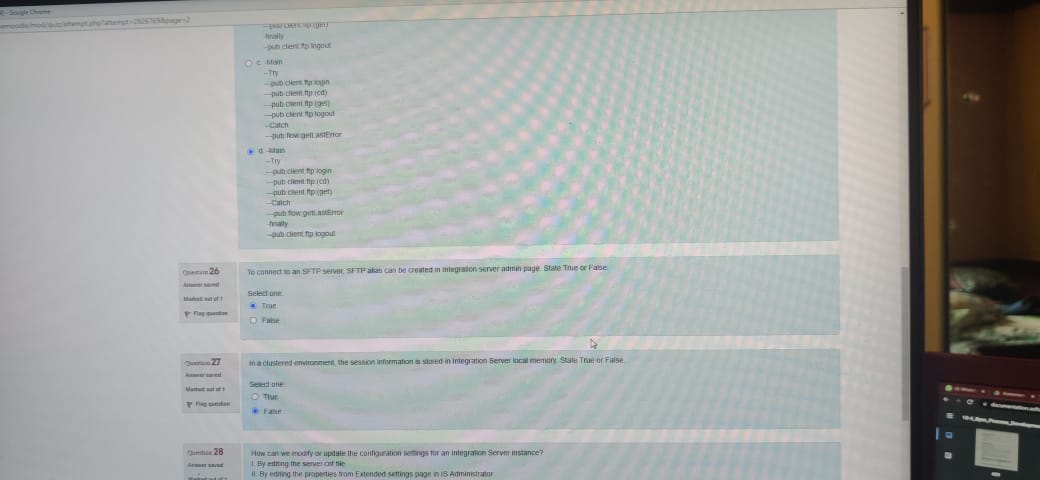 - Google Chrome
emoodle/mod/quiz/attempt.php?attempt=2826769&page=2
---pub.client.ftp:(get)
-finally
--pub.client.ftp:logout
c. -Main
--Try
---pub.client.ftp:login
---pub.client.ftp:(cd)
---pub.client.ftp:(get)
---pub.client.ftp:logout
--Catch
---pub.flow:getLastError
d. -Main
--Try
---pub.client.ftp:login
---pub.client.ftp:(cd)
---pub.client.ftp:(get)
--Catch
---pub.flow:getLastError
-finally
--pub.client.ftp:logout
Question 26
Answer saved
Marked out of 1
Flag question
To connect to an SFTP server, SFTP alias can be created in Integration server admin page. State True or False.
Select one:
True
False
Question 27
Answer saved
Marked out of 1
Flag question
In a clustered environment, the session information is stored in Integration Server local memory. State True or False.
Select one:
True
False
Question 28
Answer saved
Marked out of 1
How can we modify or update the configuration settings for an Integration Server instance?
I. By editing the server.cnf file
II. By editing the properties from Extended settings page in IS Administrator